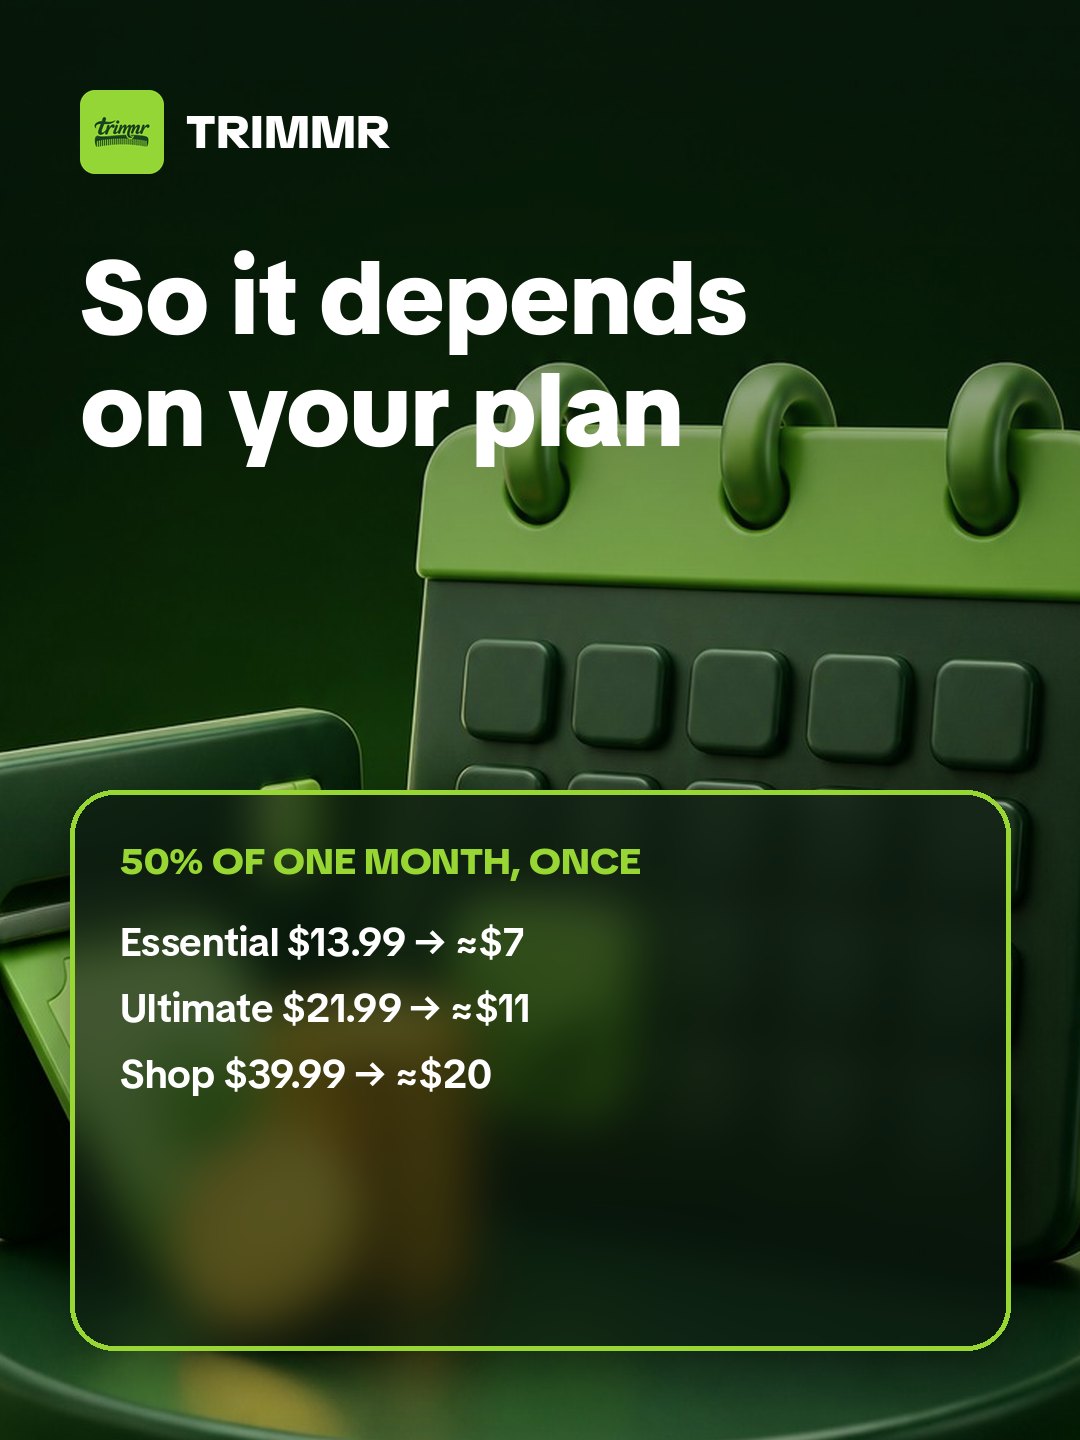 trimmr
TRIMMR
So it depends
on your plan
50% OF ONE MONTH, ONCE
Essential $13.99 → ≈$7
Ultimate $21.99 → ≈$11
Shop $39.99 → ≈$20